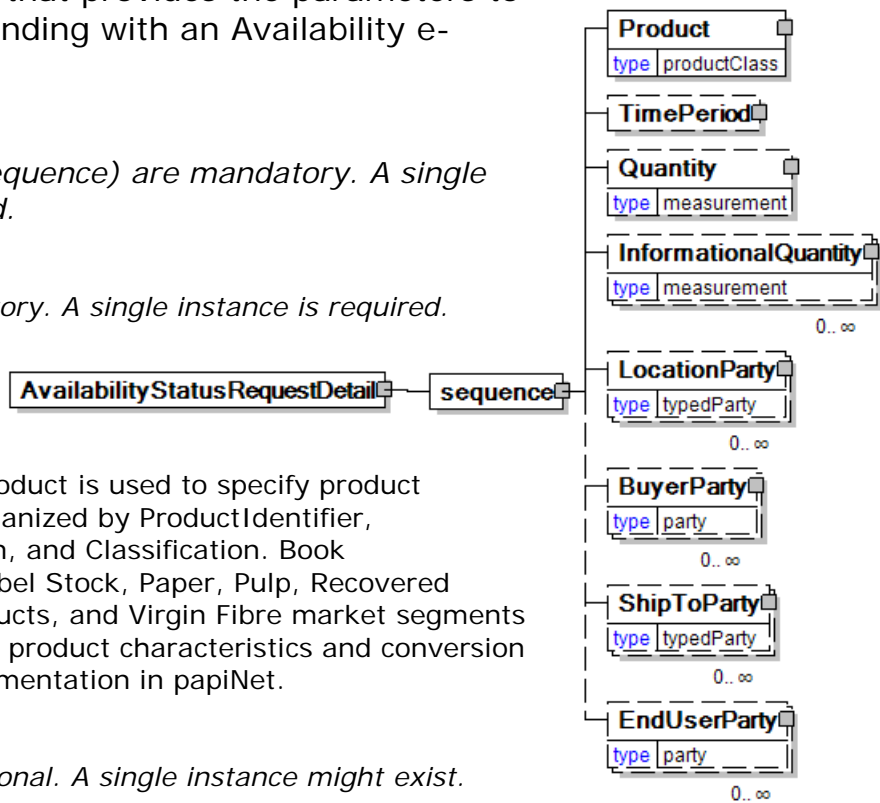 that provides the parameters to
nding with an Availability e-
equence) are mandatory. A single
d.
ory. A single instance is required.
oduct is used to specify product
anized by ProductIdentifier,
n, and Classification. Book
bel Stock, Paper, Pulp, Recovered
ucts, and Virgin Fibre market segments
product characteristics and conversion
mentation in papiNet.
onal. A single instance might exist.
AvailabilityStatusRequestDetail
sequence
Product
type productClass
TimePeriod
Quantity
type measurement
InformationalQuantity
type measurement
0.. ∞
LocationParty
type typedParty
0.. ∞
BuyerParty
type party
0.. ∞
ShipToParty
type typedParty
0.. ∞
EndUserParty
type party
0.. ∞